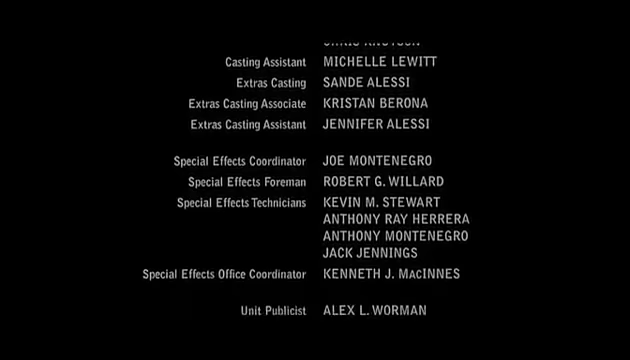 Casting Assistant MICHELLE LEWITT
Extras Casting SANDE ALESSI
Extras Casting Associate KRISTAN BERONA
Extras Casting Assistant JENNIFER ALESSI
Special Effects Coordinator JOE MONTENEGRO
Special Effects Foreman ROBERT G. WILLARD
Special Effects Technicians KEVIN M. STEWART
ANTHONY RAY HERRERA
ANTHONY MONTENEGRO
JACK JENNINGS
Special Effects Office Coordinator KENNETH J. MACINNES
Unit Publicist ALEX L. WORMAN